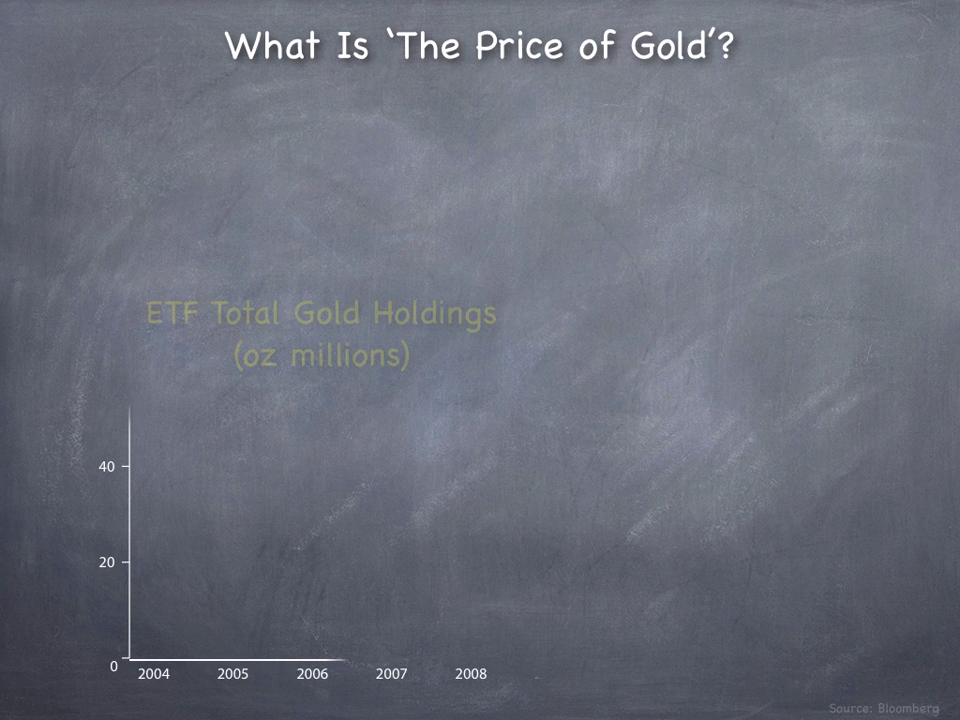 What Is ‘The Price of Gold’?
ETF Total Gold Holdings
(oz millions)
40
20
0
2004 2005 2006 2007 2008
Source: Bloomberg